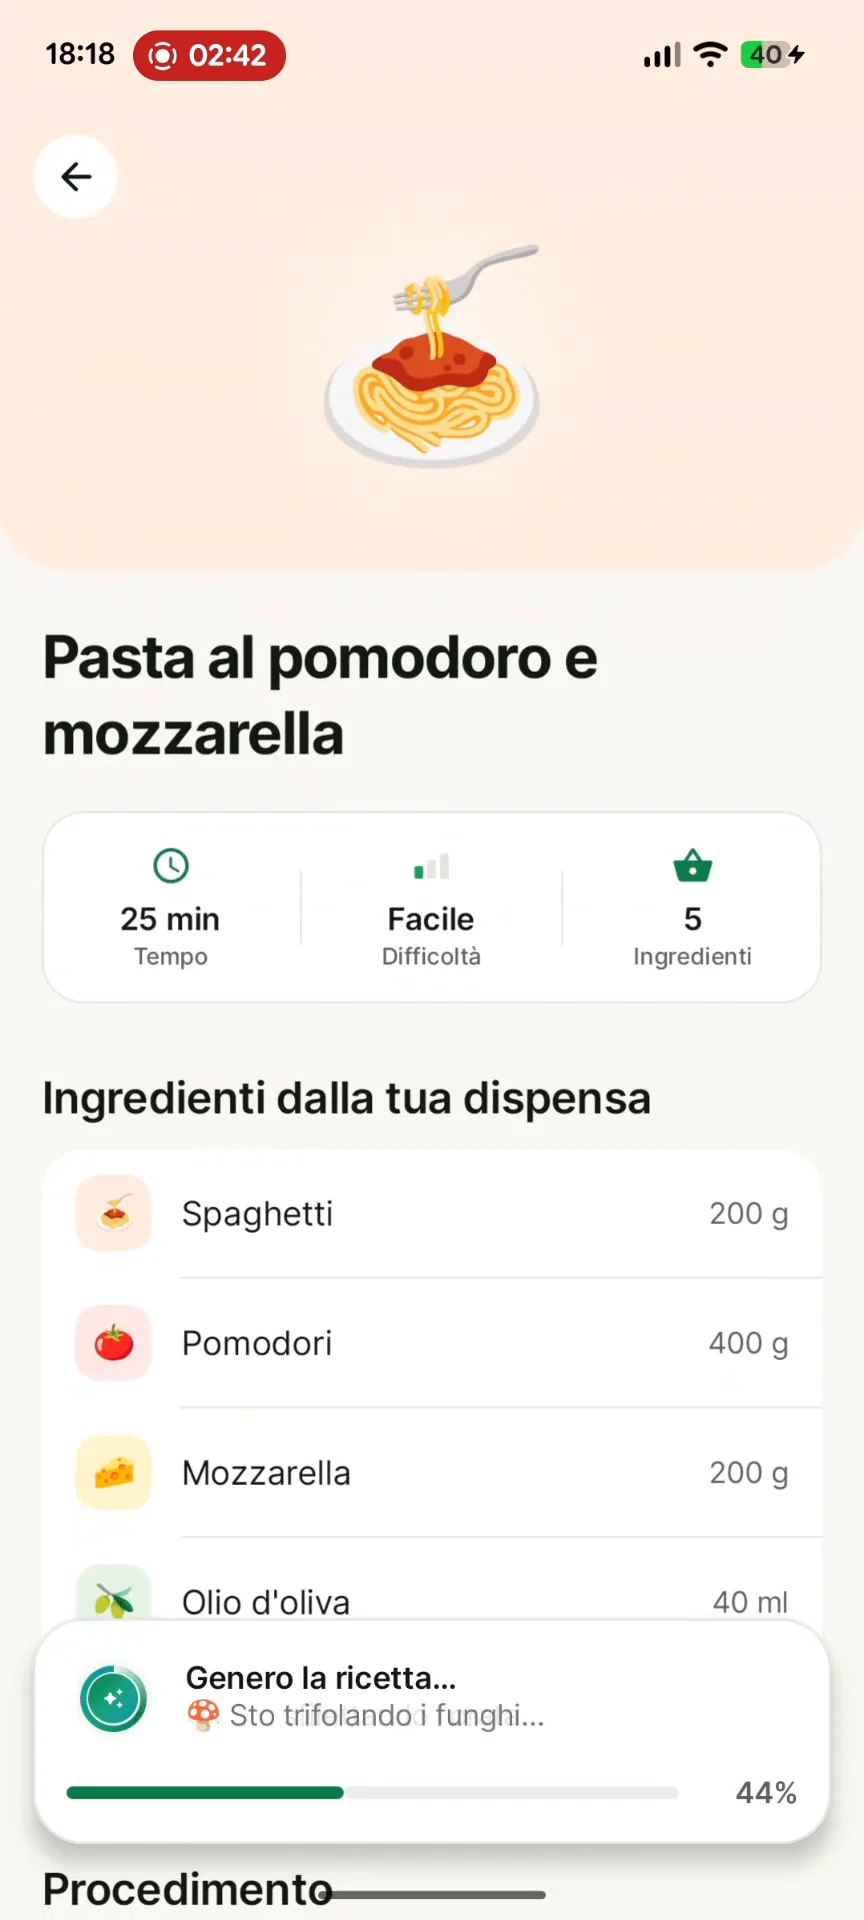 18:18
02:42
40
Pasta al pomodoro e
mozzarella
25 min
Tempo
Facile
Difficoltà
5
Ingredienti
Ingredienti dalla tua dispensa
Spaghetti 200 g
Pomodori 400 g
Mozzarella 200 g
Olio d'oliva 40 ml
Genero la ricetta...
Sto trifolando i funghi...
44%
Procedimento